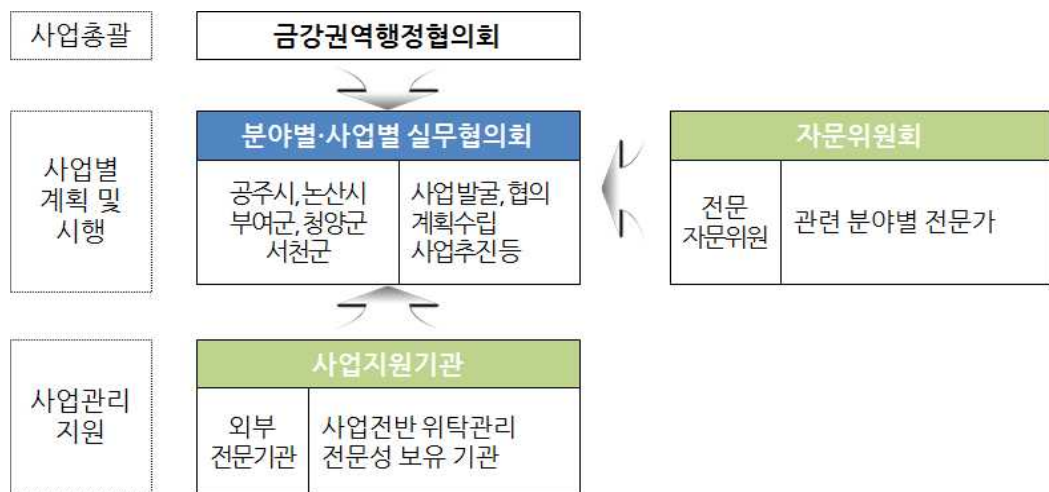 사업총괄
금강권역행정협의회
사업별
계획 및
시행
분야별·사업별 실무협의회
공주시, 논산시
부여군, 청양군
서천군
사업 발굴, 협의
계획수립
사업추진 등
자문위원회
전문
자문위원
관련 분야별 전문가
사업관리
지원
사업지원기관
외부
전문기관
사업전반 위탁관리
전문성 보유 기관